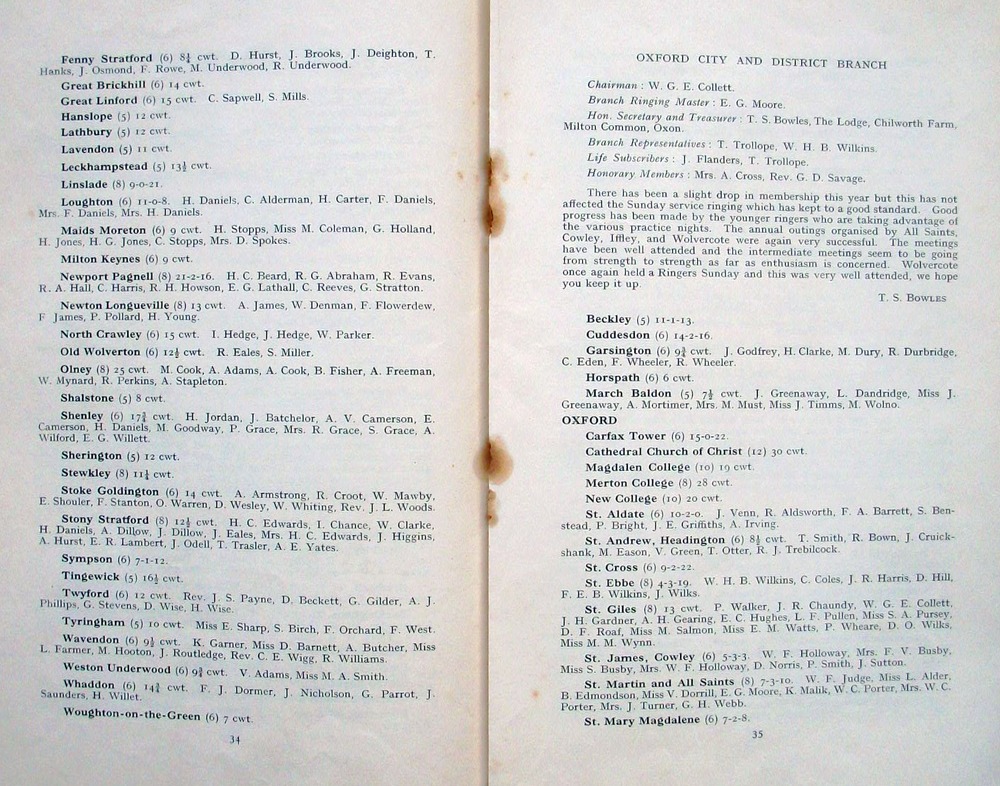 Fenny Stratford (6) 8¼ cwt. D. Hurst, J. Brooks, J. Deighton, T.
Hanks, J. Osmond, F. Rowe, M. Underwood, R. Underwood.
Great Brickhill (6) 14 cwt.
Great Linford (6) 15 cwt. C. Sapwell, S. Mills.
Hanslope (5) 12 cwt.
Lathbury (5) 12 cwt.
Lavendon (5) 11 cwt.
Leckhampstead (5) 13½ cwt.
Linslade (8) 9-0-21.
Loughton (6) 11-0-8. H. Daniels, C. Alderman, H. Carter, F. Daniels,
Mrs. F. Daniels, Mrs. H. Daniels.
Maids Moreton (6) 9 cwt. H. Stopps, Miss M. Coleman, G. Holland,
H. Jones, H. G. Jones, C. Stopps, Mrs. D. Spokes.
Milton Keynes (6) 9 cwt.
Newport Pagnell (8) 21-2-16. H. C. Beard, R. G. Abraham, R. Evans,
R. A. Hall, C. Harris, R. H. Howson, E. G. Lathall, C. Reeves, G. Stratton.
Newton Longueville (8) 13 cwt. A. James, W. Denman, F. Flowerdew,
F James, P. Pollard, H. Young.
North Crawley (6) 15 cwt. I. Hedge, J. Hedge, W. Parker.
Old Wolverton (6) 12½ cwt. R. Eales, S. Miller.
Olney (8) 25 cwt. M. Cook, A. Adams, A. Cook, B. Fisher, A. Freeman,
W. Mynard, R. Perkins, A. Stapleton.
Shalstone (5) 8 cwt.
Shenley (6) 17¾ cwt. H. Jordan, J. Batchelor, A. V. Camerson, E.
Camerson, H. Daniels, M. Goodway, P. Grace, Mrs. R. Grace, S. Grace, A.
Wilford, E. G. Willett.
Sherington (5) 12 cwt.
Stewkley (8) 11¼ cwt.
Stoke Goldington (6) 14 cwt. A. Armstrong, R. Croot, W. Mawby,
E. Shouler, F. Stanton, O. Warren, D. Wesley, W. Whiting, Rev. J. L. Woods.
Stony Stratford (8) 12½ cwt. H. C. Edwards, I. Chance, W. Clarke,
H. Daniels, A. Dillow, J. Dillow, J. Eales, Mrs. H. C. Edwards, J. Higgins,
A. Hurst, E. R. Lambert, J. Odell, T. Trasler, A. E. Yates.
Sympson (6) 7-1-12.
Tingewick (5) 16½ cwt.
Twyford (6) 12 cwt. Rev. J. S. Payne, D. Beckett, G. Gilder, A. J.
Phillips, G. Stevens, D. Wise, H. Wise.
Tyringham (5) 10 cwt. Miss E. Sharp, S. Birch, F. Orchard, F. West.
Wavendon (6) 9½ cwt. K. Garner, Miss D. Barnett, A. Butcher, Miss
L. Farmer, M. Hooton, J. Routledge, Rev. C. E. Wigg, R. Williams.
Weston Underwood (6) 9¾ cwt. V. Adams, Miss M. A. Smith.
Whaddon (6) 14¾ cwt. F. J. Dormer, J. Nicholson, G. Parrot, J.
Saunders, H. Willet.
Woughton-on-the-Green (6) 7 cwt.
34
OXFORD CITY AND DISTRICT BRANCH
Chairman : W. G. E. Collett.
Branch Ringing Master : E. G. Moore.
Hon. Secretary and Treasurer : T. S. Bowles, The Lodge, Chilworth Farm,
Milton Common, Oxon.
Branch Representatives : T. Trollope, W. H. B. Wilkins.
Life Subscribers : J. Flanders, T. Trollope.
Honorary Members : Mrs. A. Cross, Rev. G. D. Savage.
There has been a slight drop in membership this year but this has not
affected the Sunday service ringing which has kept to a good standard. Good
progress has been made by the younger ringers who are taking advantage of
the various practice nights. The annual outings organised by All Saints,
Cowley, Iffley, and Wolvercote were again very successful. The meetings
have been well attended and the intermediate meetings seem to be going
from strength to strength as far as enthusiasm is concerned. Wolvercote
once again held a Ringers Sunday and this was very well attended, we hope
you keep it up.
T. S. BOWLES
Beckley (5) 11-1-13.
Cuddesdon (6) 14-2-16.
Garsington (6) 9¾ cwt. J. Godfrey, H. Clarke, M. Dury, R. Durbridge,
C. Eden, F. Wheeler, R. Wheeler.
Horspath (6) 6 cwt.
March Baldon (5) 7½ cwt. J. Greenaway, L. Dandridge, Miss J.
Greenaway, A. Mortimer, Mrs. M. Must, Miss J. Timms, M. Wolno.
OXFORD
Carfax Tower (6) 15-0-22.
Cathedral Church of Christ (12) 30 cwt.
Magdalen College (10) 19 cwt.
Merton College (8) 28 cwt.
New College (10) 20 cwt.
St. Aldate (6) 10-2-0. J. Venn, R. Aldsworth, F. A. Barrett, S. Ben-
stead, P. Bright, J. E. Griffiths, A. Irving.
St. Andrew, Headington (6) 8½ cwt. T. Smith, R. Bown, J. Cruick-
shank, M. Eason, V. Green, T. Otter, R. J. Trebilcock.
St. Cross (6) 9-2-22.
St. Ebbe (8) 4-3-19. W. H. B. Wilkins, C. Coles, J. R. Harris, D. Hill,
F. E. B. Wilkins, J. Wilks.
St. Giles (8) 13 cwt. P. Walker, J. R. Chaundy, W. G. E. Collett,
J. H. Gardner, A. H. Gearing, E. C. Hughes, L. F. Pullen, Miss S. A. Pursey,
D. F. Roaf, Miss M. Salmon, Miss E. M. Watts, P. Wheare, D. O. Wilks,
Miss M. M. Wynn.
St. James, Cowley (6) 5-3-3. W. F. Holloway, Mrs. F. V. Busby,
Miss S. Busby, Mrs. W. F. Holloway, D. Norris, P. Smith, J. Sutton.
St. Martin and All Saints (8) 7-3-10. W. F. Judge, Miss L. Alder,
B. Edmondson, Miss V. Dorrill, E. G. Moore, K. Malik, W. C. Porter, Mrs. W. C.
Porter, Mrs. J. Turner, G. H. Webb.
St. Mary Magdalene (6) 7-2-8.
35